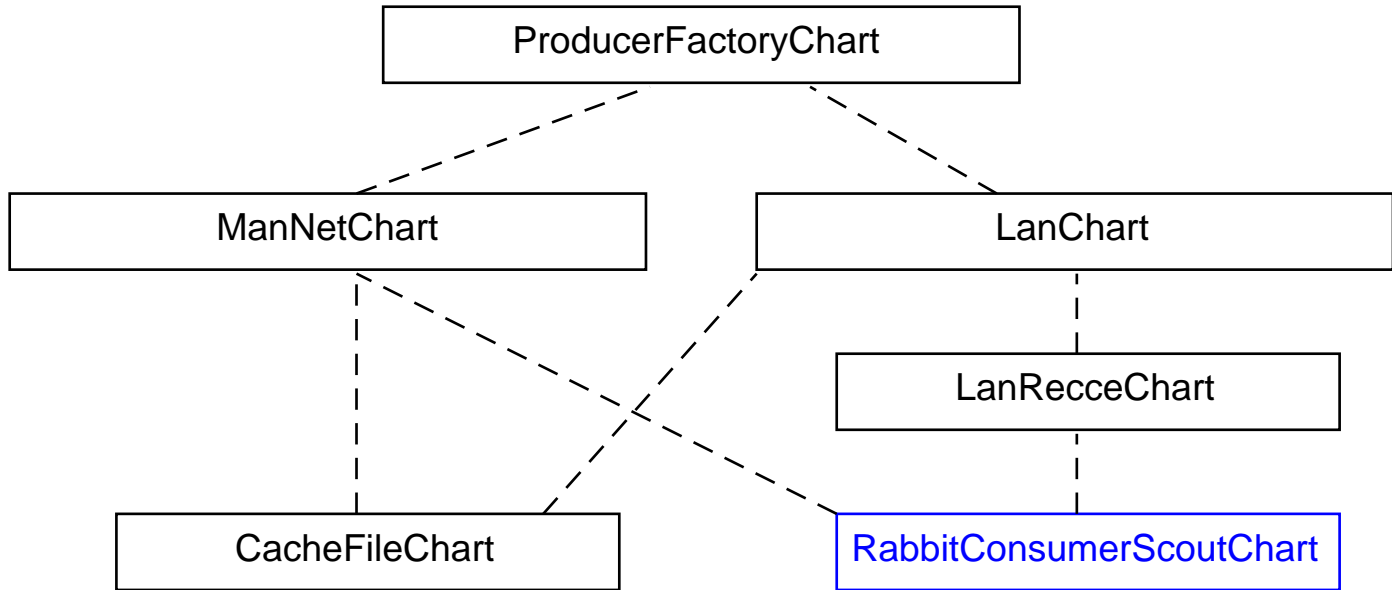 ProducerFactoryChart
ManNetChart
LanChart
LanRecceChart
CacheFileChart
RabbitConsumerScoutChart